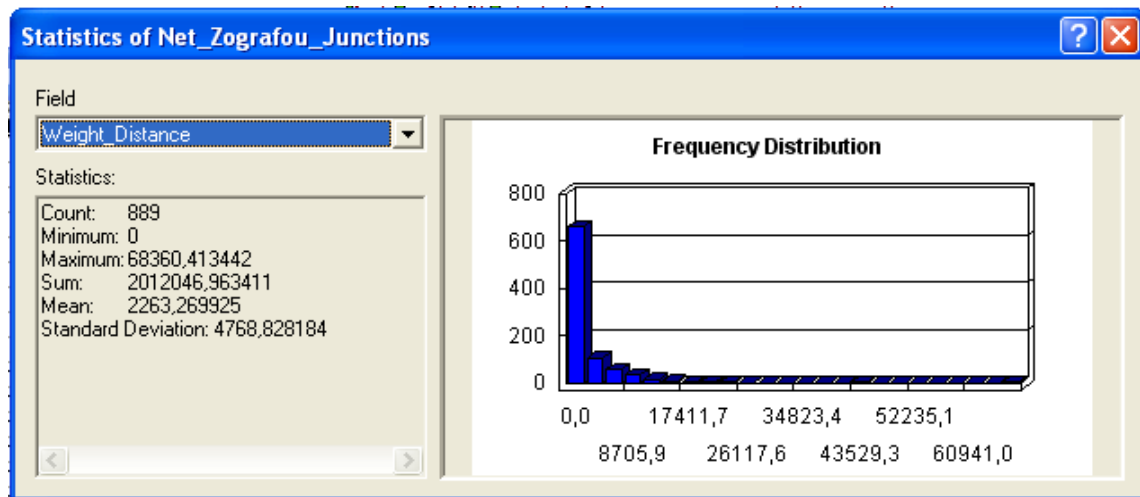 Statistics of Net_Zografou_Junctions
Field
Weight_Distance
Statistics:
Count: 889
Minimum: 0
Maximum: 68360,413442
Sum: 2012046,963411
Mean: 2263,269925
Standard Deviation: 4768,828184
Frequency Distribution
800
600
400
200
0
0,0 17411,7 34823,4 52235,1
8705,9 26117,6 43529,3 60941,0